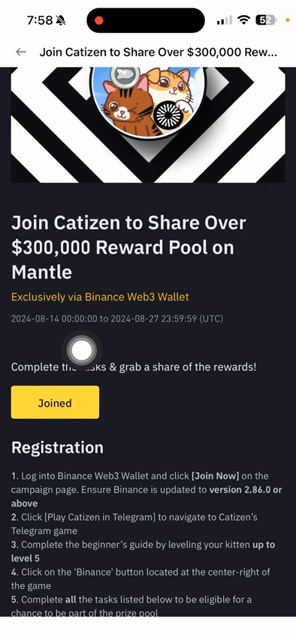 7:58
52
Join Catizen to Share Over $300,000 Rew...
Join Catizen to Share Over
$300,000 Reward Pool on
Mantle
Exclusively via Binance Web3 Wallet
2024-08-14 00:00:00 to 2024-08-27 23:59:59 (UTC)
Complete the tasks & grab a share of the rewards!
Joined
Registration
1. Log into Binance Web3 Wallet and click [Join Now] on the
campaign page. Ensure Binance is updated to version 2.86.0 or
above
2. Click [Play Catizen in Telegram] to navigate to Catizen's
Telegram game
3. Complete the beginner's guide by leveling your kitten up to
level 5
4. Click on the 'Binance' button located at the center-right of
the game
5. Complete all the tasks listed below to be eligible for a
chance to be part of the prize pool